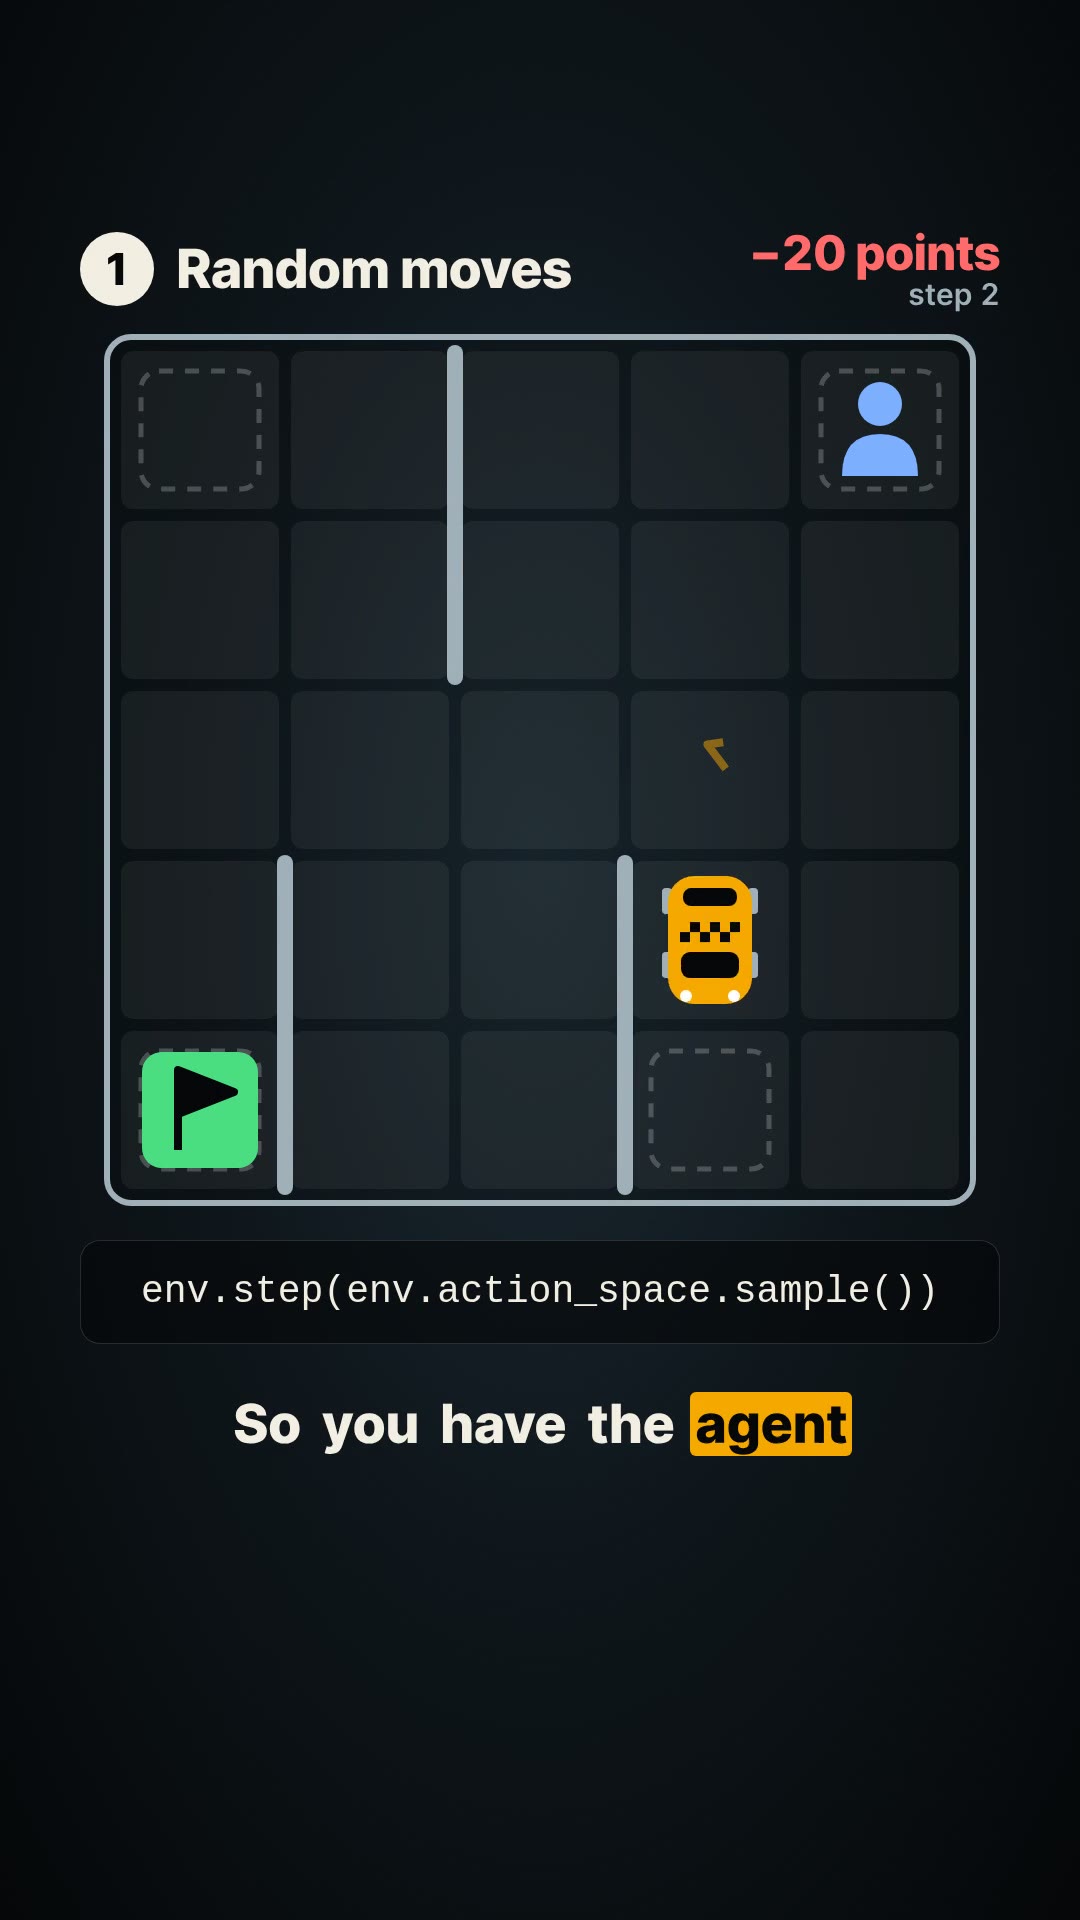 1 Random moves
−20 points
step 2
env.step(env.action_space.sample())
So you have the agent